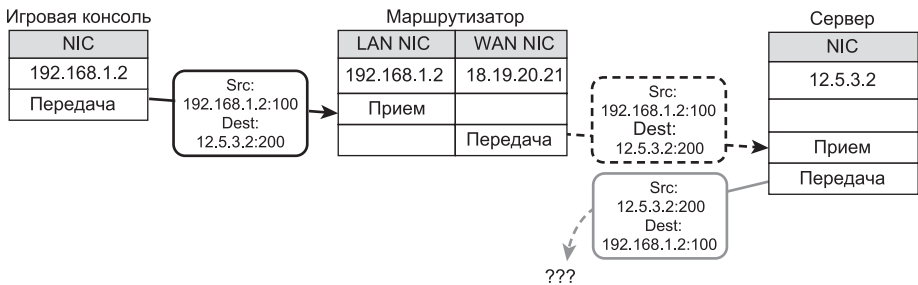 Игровая консоль
NIC
192.168.1.2
Передача
Src:
192.168.1.2:100
Dest:
12.5.3.2:200
Маршрутизатор
LAN NIC WAN NIC
192.168.1.2 18.19.20.21
Прием
Передача
Src:
192.168.1.2:100
Dest:
12.5.3.2:200
Сервер
NIC
12.5.3.2
Прием
Передача
Src:
12.5.3.2:200
Dest:
192.168.1.2:100
???